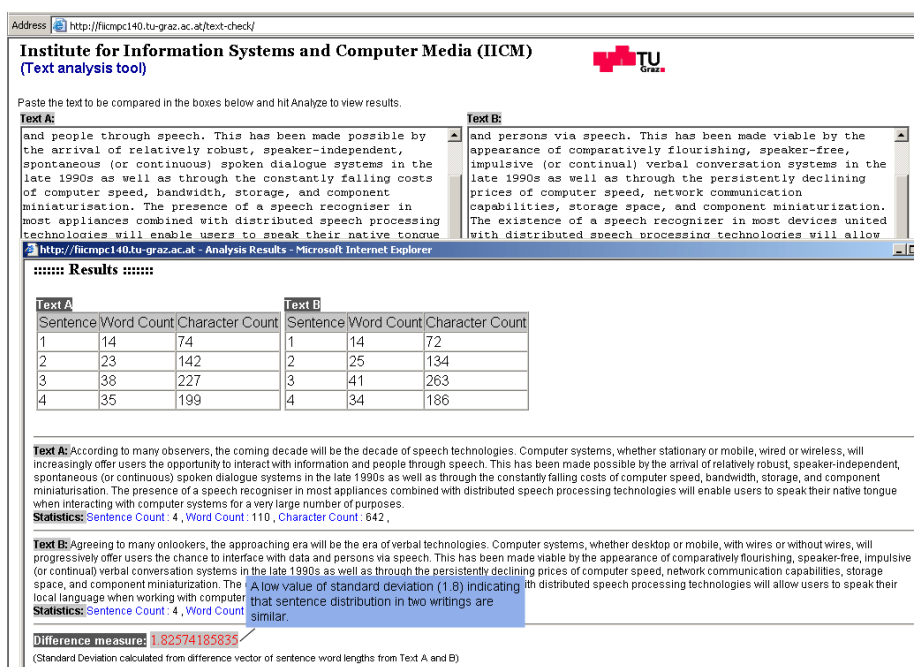 Address http://fiicmpc140.tu-graz.ac.at/text-check/
Institute for Information Systems and Computer Media (IICM)
(Text analysis tool)
TU
Graz
Paste the text to be compared in the boxes below and hit Analyze to view results.
Text A:
and people through speech. This has been made possible by
the arrival of relatively robust, speaker-independent,
spontaneous (or continuous) spoken dialogue systems in the
late 1990s as well as through the constantly falling costs
of computer speed, bandwidth, storage, and component
miniaturisation. The presence of a speech recogniser in
most appliances combined with distributed speech processing
technologies will enable users to speak their native tongue
Text B:
and persons via speech. This has been made viable by the
appearance of comparatively flourishing, speaker-free,
impulsive (or continual) verbal conversation systems in the
late 1990s as well as through the persistently declining
prices of computer speed, network communication
capabilities, storage space, and component miniaturization.
The existence of a speech recognizer in most devices united
with distributed speech processing technologies will allow
http://fiicmpc140.tu-graz.ac.at - Analysis Results - Microsoft Internet Explorer
::::::: Results :::::::
Text A
Sentence Word Count Character Count
1 14 74
2 23 142
3 38 227
4 35 199
Text B
Sentence Word Count Character Count
1 14 72
2 25 134
3 41 263
4 34 186
Text A: According to many observers, the coming decade will be the decade of speech technologies. Computer systems, whether stationary or mobile, wired or wireless, will
increasingly offer users the opportunity to interact with information and people through speech. This has been made possible by the arrival of relatively robust, speaker-independent,
spontaneous (or continuous) spoken dialogue systems in the late 1990s as well as through the constantly falling costs of computer speed, bandwidth, storage, and component
miniaturisation. The presence of a speech recogniser in most appliances combined with distributed speech processing technologies will enable users to speak their native tongue
when interacting with computer systems for a very large number of purposes.
Statistics: Sentence Count : 4 , Word Count : 110 , Character Count : 642 ,
Text B: Agreeing to many onlookers, the approaching era will be the era of verbal technologies. Computer systems, whether desktop or mobile, with wires or without wires, will
progressively offer users the chance to interface with data and persons via speech. This has been made viable by the appearance of comparatively flourishing, speaker-free, impulsive
(or continual) verbal conversation systems in the late 1990s as well as through the persistently declining prices of computer speed, network communication capabilities, storage
space, and component miniaturization. The ith distributed speech processing technologies will allow users to speak their
local language when working with computer
Statistics: Sentence Count : 4 , Word Count
A low value of standard deviation (1.8) indicating
that sentence distribution in two writings are
similar.
Difference measure: 1.82574185835
(Standard Deviation calculated from difference vector of sentence word lengths from Text A and B)